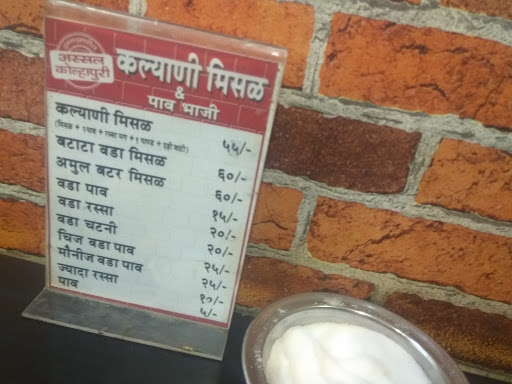 अस्सल
कोल्हापुरी
कल्याणी मिसळ
&
पाव भाजी
कल्याणी मिसळ ५५/-
बटाटा वडा मिसळ ६०/-
अमुल बटर मिसळ ६०/-
वडा पाव १५/-
वडा रस्सा २०/-
वडा चटनी २०/-
चिज वडा पाव २५/-
मौनीज वडा पाव २५/-
ज्यादा रस्सा १०/-
पाव ५/-